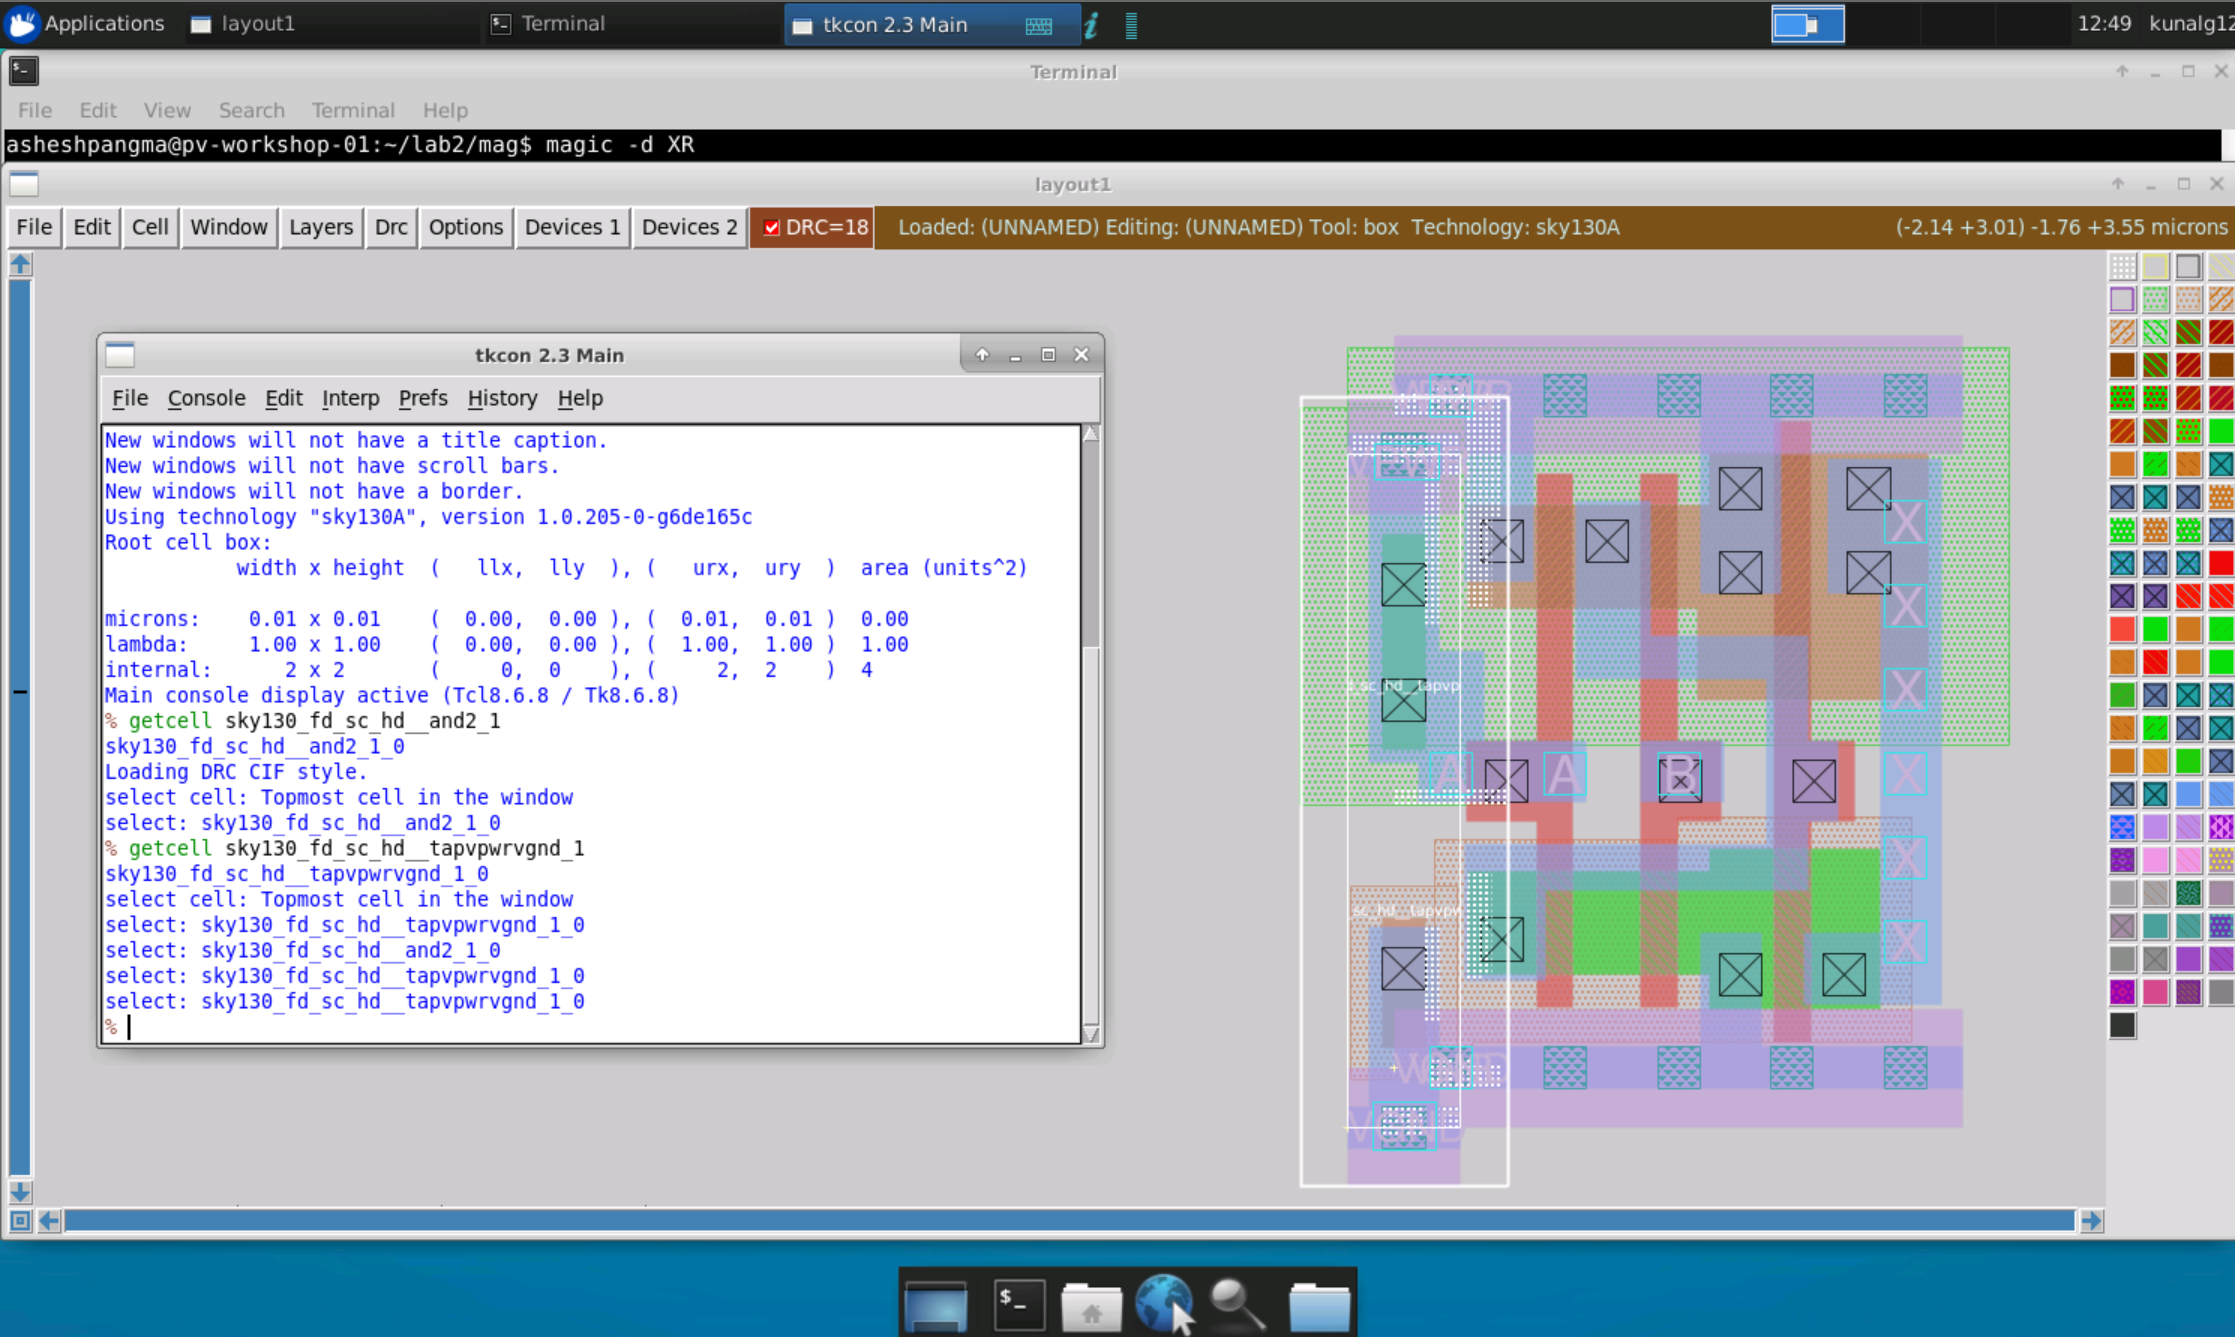 Applications layout1 Terminal tkcon 2.3 Main 12:49 kunalg12
Terminal
File Edit View Search Terminal Help
asheshpangma@pv-workshop-01:~/lab2/mag$ magic -d XR
layout1
File Edit Cell Window Layers Drc Options Devices 1 Devices 2 DRC=18 Loaded: (UNNAMED) Editing: (UNNAMED) Tool: box Technology: sky130A (-2.14 +3.01) -1.76 +3.55 microns
tkcon 2.3 Main
File Console Edit Interp Prefs History Help
New windows will not have a title caption.
New windows will not have scroll bars.
New windows will not have a border.
Using technology "sky130A", version 1.0.205-0-g6de165c
Root cell box:
width x height ( llx, lly ), ( urx, ury ) area (units^2)
microns: 0.01 x 0.01 ( 0.00, 0.00 ), ( 0.01, 0.01 ) 0.00
lambda: 1.00 x 1.00 ( 0.00, 0.00 ), ( 1.00, 1.00 ) 1.00
internal: 2 x 2 ( 0, 0 ), ( 2, 2 ) 4
Main console display active (Tcl8.6.8 / Tk8.6.8)
% getcell sky130_fd_sc_hd__and2_1
sky130_fd_sc_hd__and2_1_0
Loading DRC CIF style.
select cell: Topmost cell in the window
select: sky130_fd_sc_hd__and2_1_0
% getcell sky130_fd_sc_hd__tapvpwrvgnd_1
sky130_fd_sc_hd__tapvpwrvgnd_1_0
select cell: Topmost cell in the window
select: sky130_fd_sc_hd__tapvpwrvgnd_1_0
select: sky130_fd_sc_hd__and2_1_0
select: sky130_fd_sc_hd__tapvpwrvgnd_1_0
select: sky130_fd_sc_hd__tapvpwrvgnd_1_0
%
X
X
_sc_hd__tapvp
X
A A B X
X
_sc_hd__tapvpw
X
VGND
$_